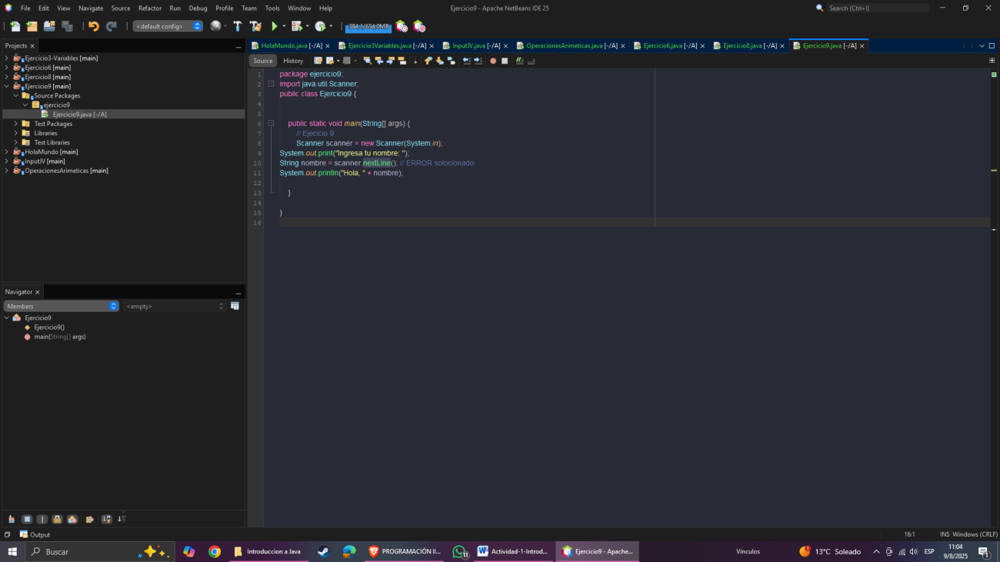 File Edit View Navigate Source Refactor Run Debug Profile Team Tools Window Help
Ejercicio9 - Apache NetBeans IDE 25
Search (Ctrl+I)
<default config>
384.1/654.0MB
Projects
Ejercicio3-Variables [main]
Ejercicio6 [main]
Ejercicio8 [main]
Ejercicio9 [main]
Source Packages
ejercicio9
Ejercicio9.java [-/A]
Test Packages
Libraries
Test Libraries
HolaMundo [main]
InputJV [main]
OperacionesArimeticas [main]
HolaMundo.java [-/A] Ejercicio3Variables.java [-/A] InputJV.java [-/A] OperacionesArimeticas.java [-/A] Ejercicio6.java [-/A] Ejercicio8.java [-/A] Ejercicio9.java [-/A]
Source History
1 package ejercicio9;
2 import java.util.Scanner;
3 public class Ejercicio9 {
4
5
6 public static void main(String[] args) {
7 // Ejecicio 9
8 Scanner scanner = new Scanner(System.in);
9 System.out.print("Ingresa tu nombre: ");
10 String nombre = scanner.nextLine(); // ERROR solocionado
11 System.out.println("Hola, " + nombre);
12
13 }
14
15 }
16
Navigator
Members
<empty>
Ejercicio9
Ejercicio9()
main(String[] args)
Output
16:1 INS Windows (CRLF)
Buscar
Introduccion a Java
PROGRAMACIÓN II...
11
Actividad-1-Introd...
Ejercicio9 - Apache...
Vínculos
13°C Soleado
ESP
11:04
9/8/2025
1